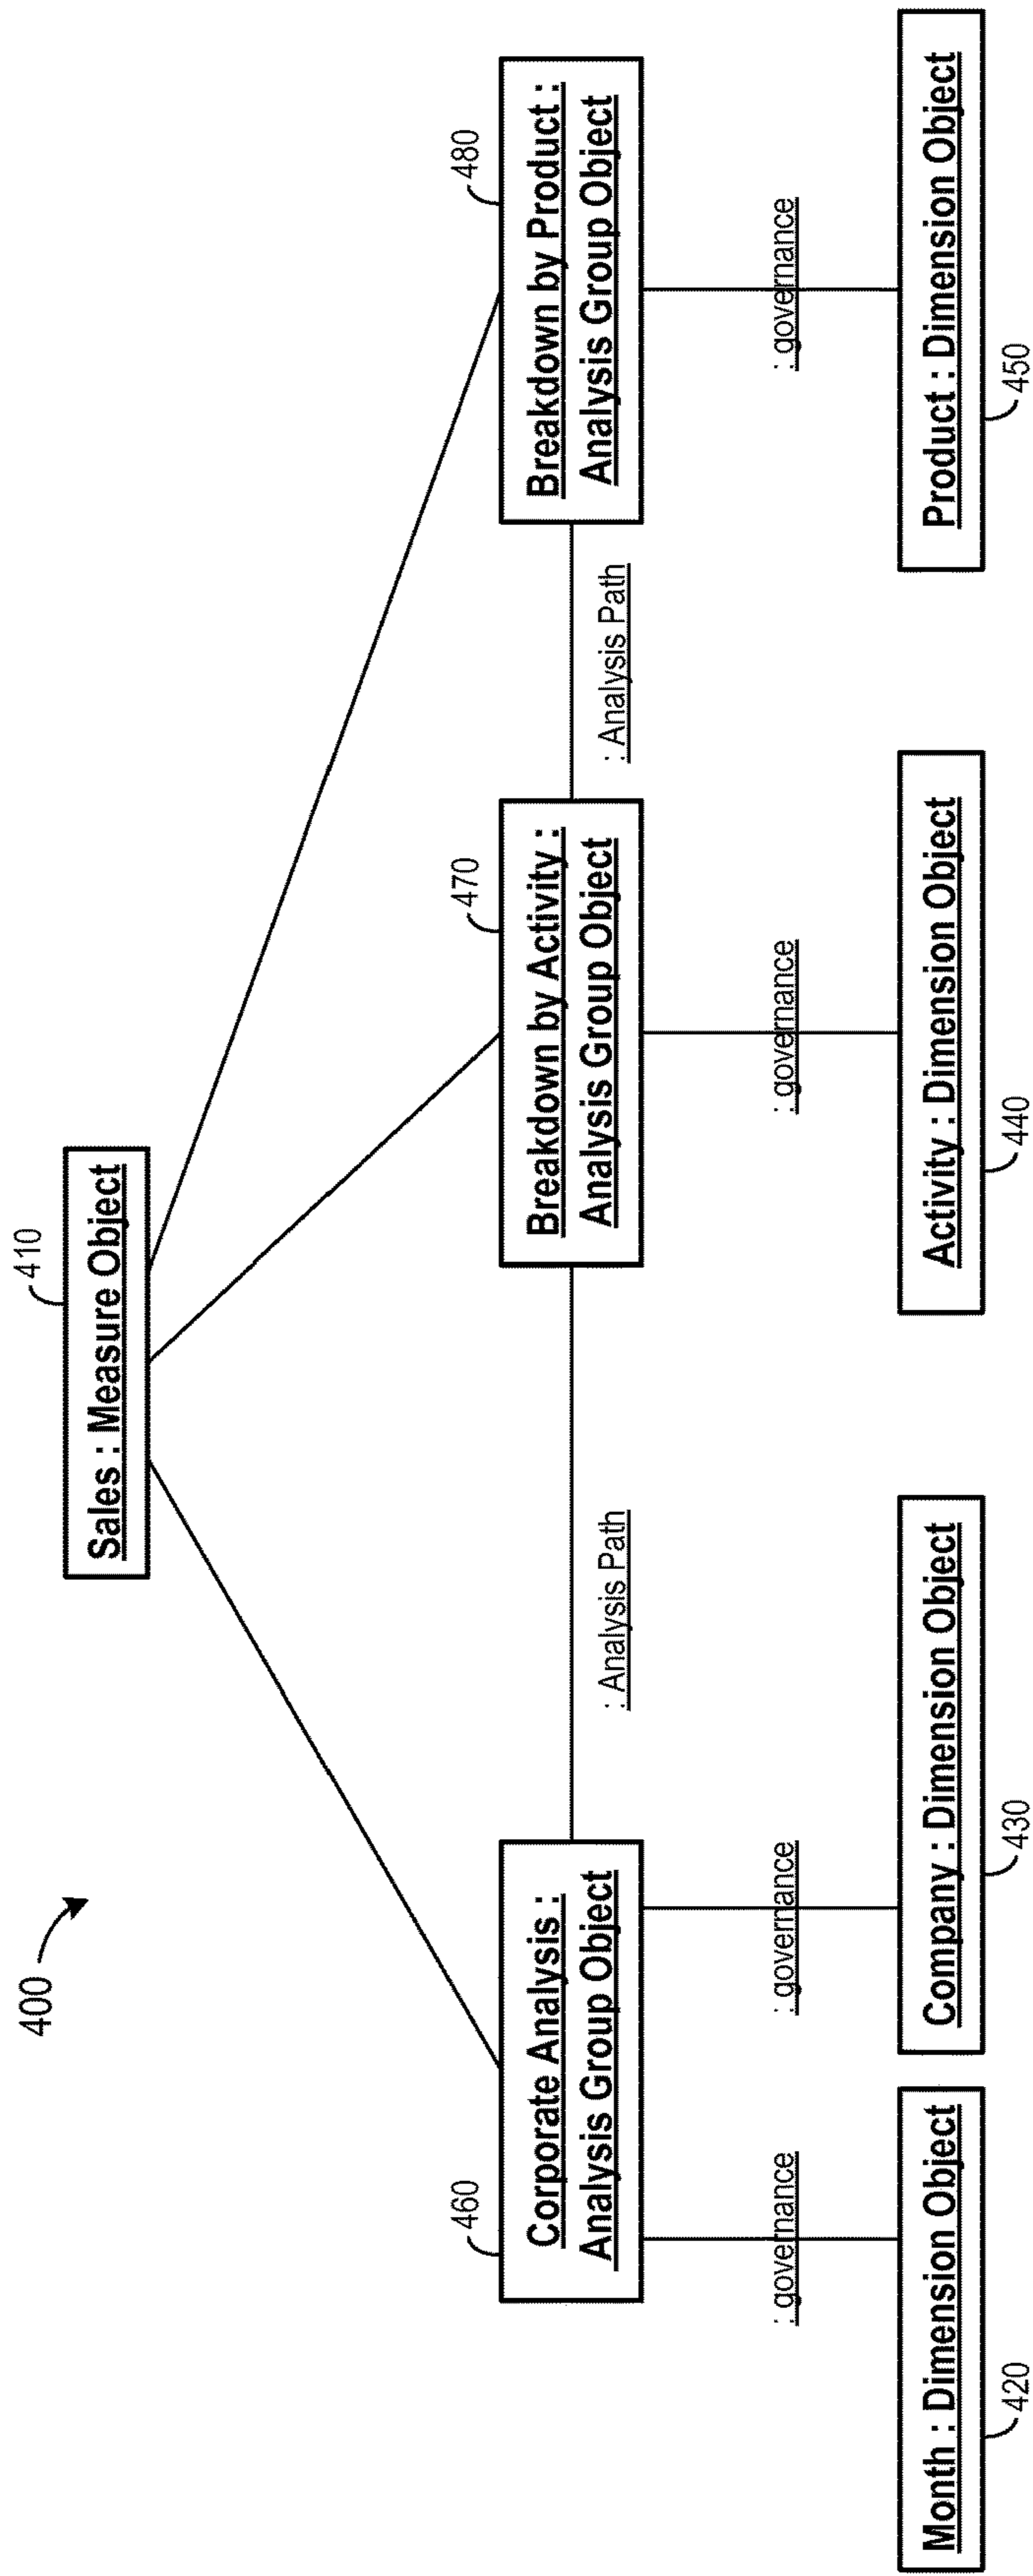 400
410
Sales : Measure Object
460
Corporate Analysis :
Analysis Group Object
470
Breakdown by Activity :
Analysis Group Object
480
Breakdown by Product :
Analysis Group Object
: Analysis Path
: Analysis Path
: governance
: governance
: governance
: governance
Month : Dimension Object
420
Company : Dimension Object
430
Activity : Dimension Object
440
Product : Dimension Object
450